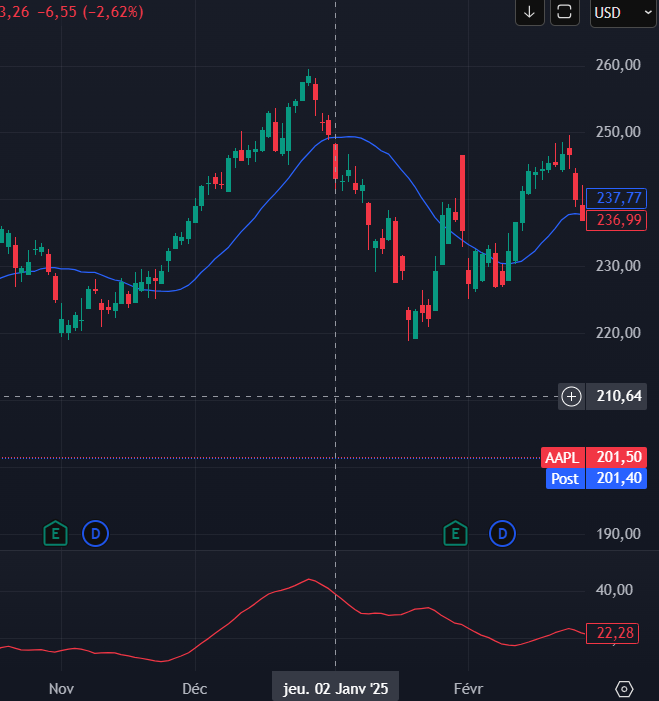 3,26 −6,55 (−2,62%)
USD
260,00
250,00
237,77
236,99
230,00
220,00
210,64
AAPL 201,50
Post 201,40
E D E D
190,00
40,00
22,28
Nov Déc jeu. 02 Janv '25 Févr